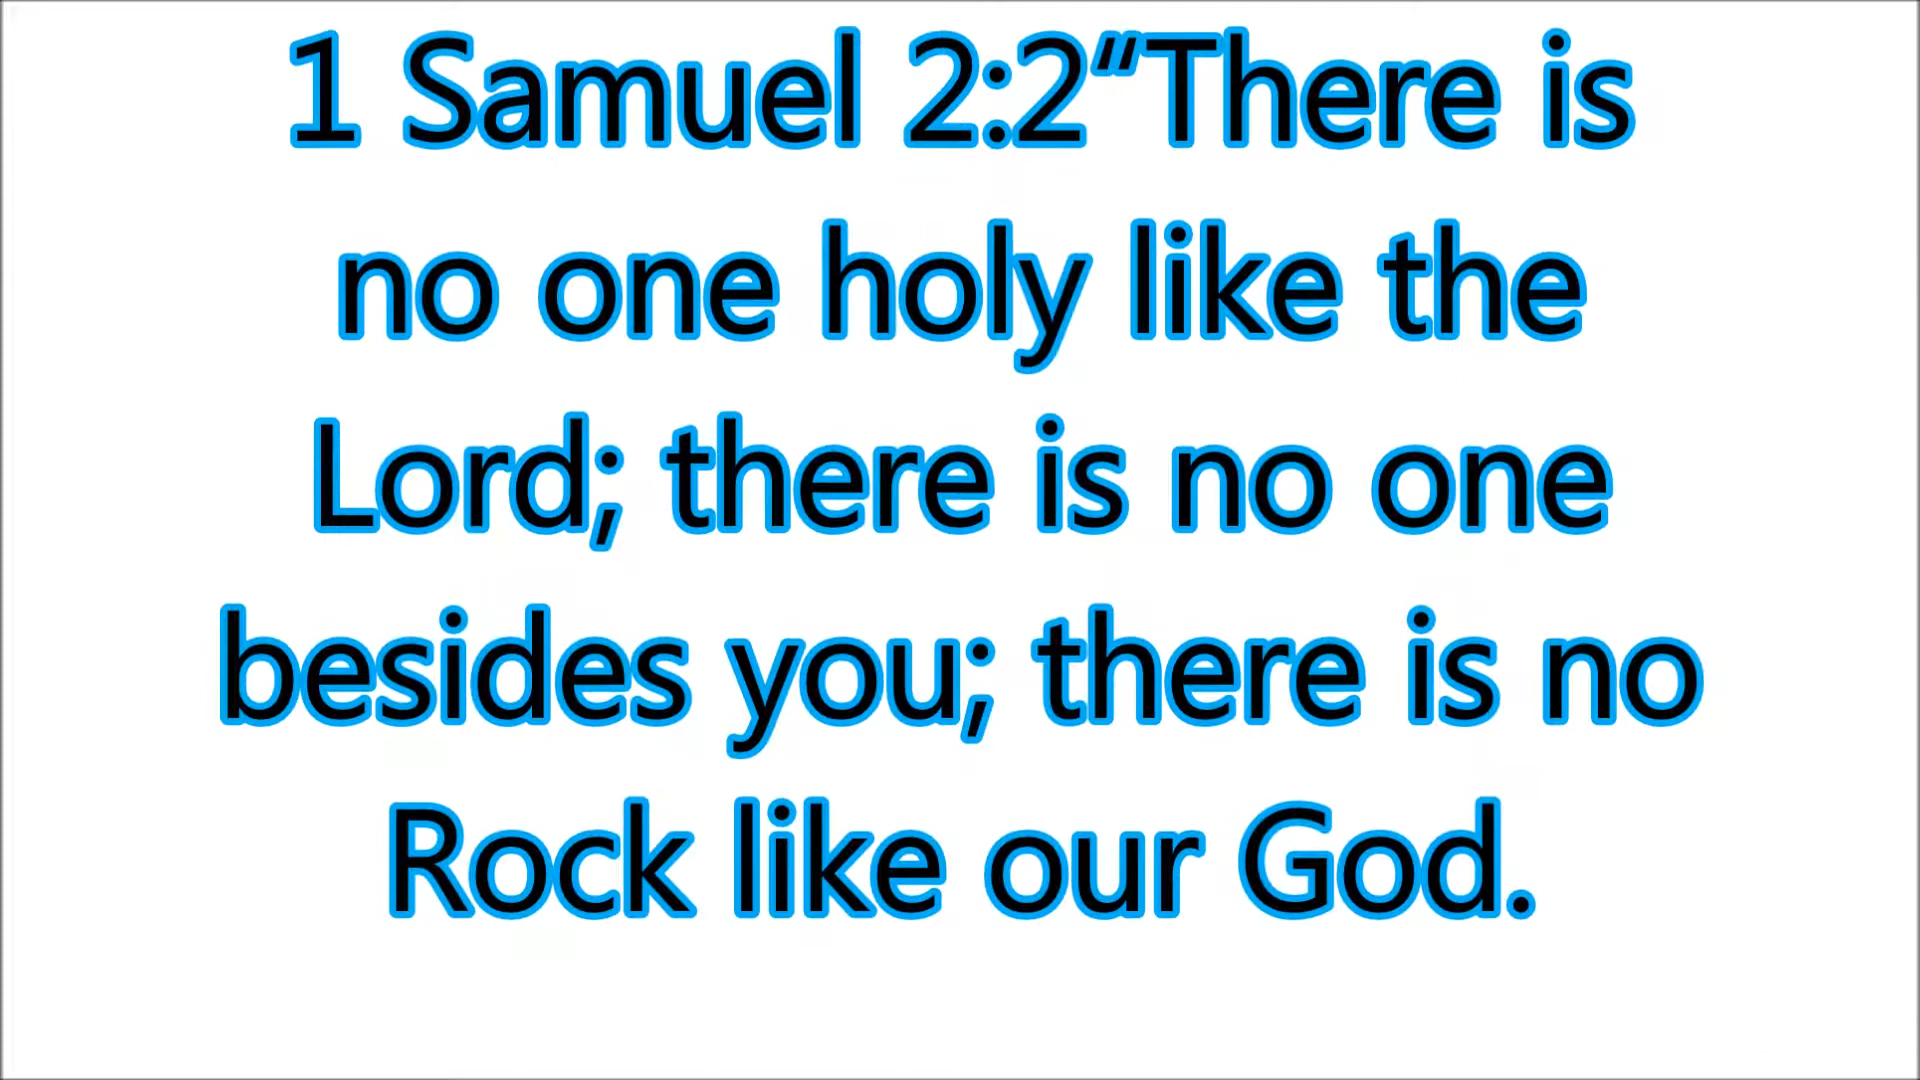 1 Samuel 2:2“There is
no one holy like the
Lord; there is no one
besides you; there is no
Rock like our God.